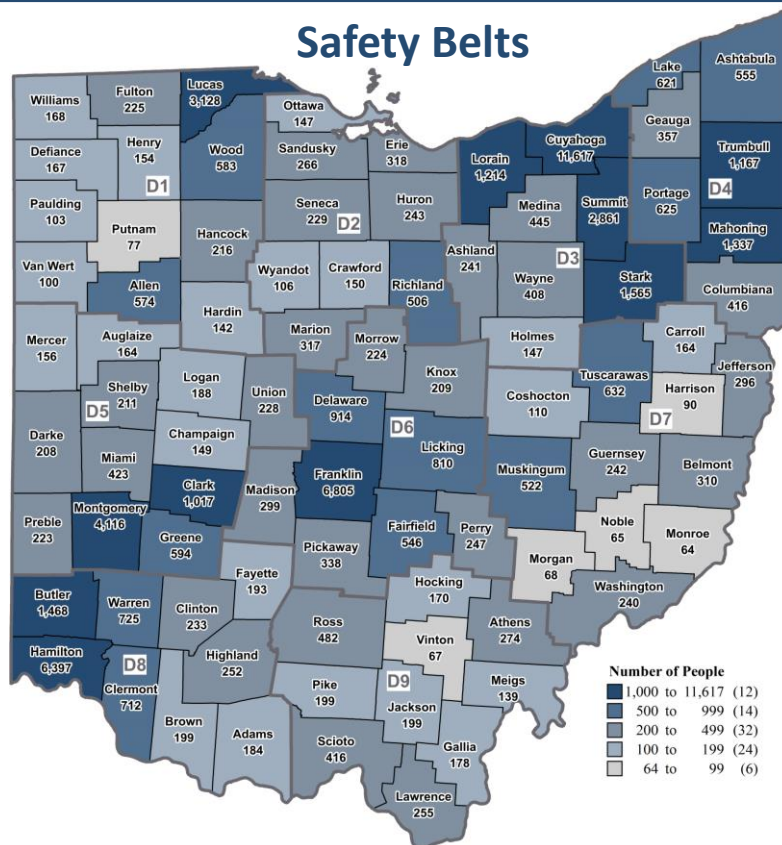 Safety Belts
Williams
168
Fulton
225
Lucas
3,128
Ottawa
147
Lake
621
Ashtabula
555
Defiance
167
Henry
154
D1
Wood
583
Sandusky
266
Erie
318
Lorain
1,214
Cuyahoga
11,617
Geauga
357
Trumbull
1,167
D4
Paulding
103
Putnam
77
Hancock
216
Seneca
229
D2
Huron
243
Medina
445
Summit
2,861
Portage
625
Mahoning
1,337
Van Wert
100
Allen
574
Wyandot
106
Crawford
150
Richland
506
Ashland
241
Wayne
408
D3
Stark
1,565
Columbiana
416
Mercer
156
Auglaize
164
Hardin
142
Marion
317
Morrow
224
Holmes
147
Carroll
164
Jefferson
296
Shelby
211
D5
Logan
188
Union
228
Delaware
914
Knox
209
Coshocton
110
Tuscarawas
632
Harrison
90
D7
Darke
208
Miami
423
Champaign
149
D6
Licking
810
Guernsey
242
Belmont
310
Clark
1,017
Madison
299
Franklin
6,805
Muskingum
522
Preble
223
Montgomery
4,116
Greene
594
Pickaway
338
Fairfield
546
Perry
247
Morgan
68
Noble
65
Monroe
64
Butler
1,468
Warren
725
Clinton
233
Fayette
193
Hocking
170
Washington
240
Ross
482
Athens
274
Hamilton
6,397
D8
Clermont
712
Highland
252
Vinton
67
Brown
199
Adams
184
Pike
199
D9
Jackson
199
Meigs
139
Scioto
416
Gallia
178
Lawrence
255
Number of People
1,000 to 11,617 (12)
500 to 999 (14)
200 to 499 (32)
100 to 199 (24)
64 to 99 (6)